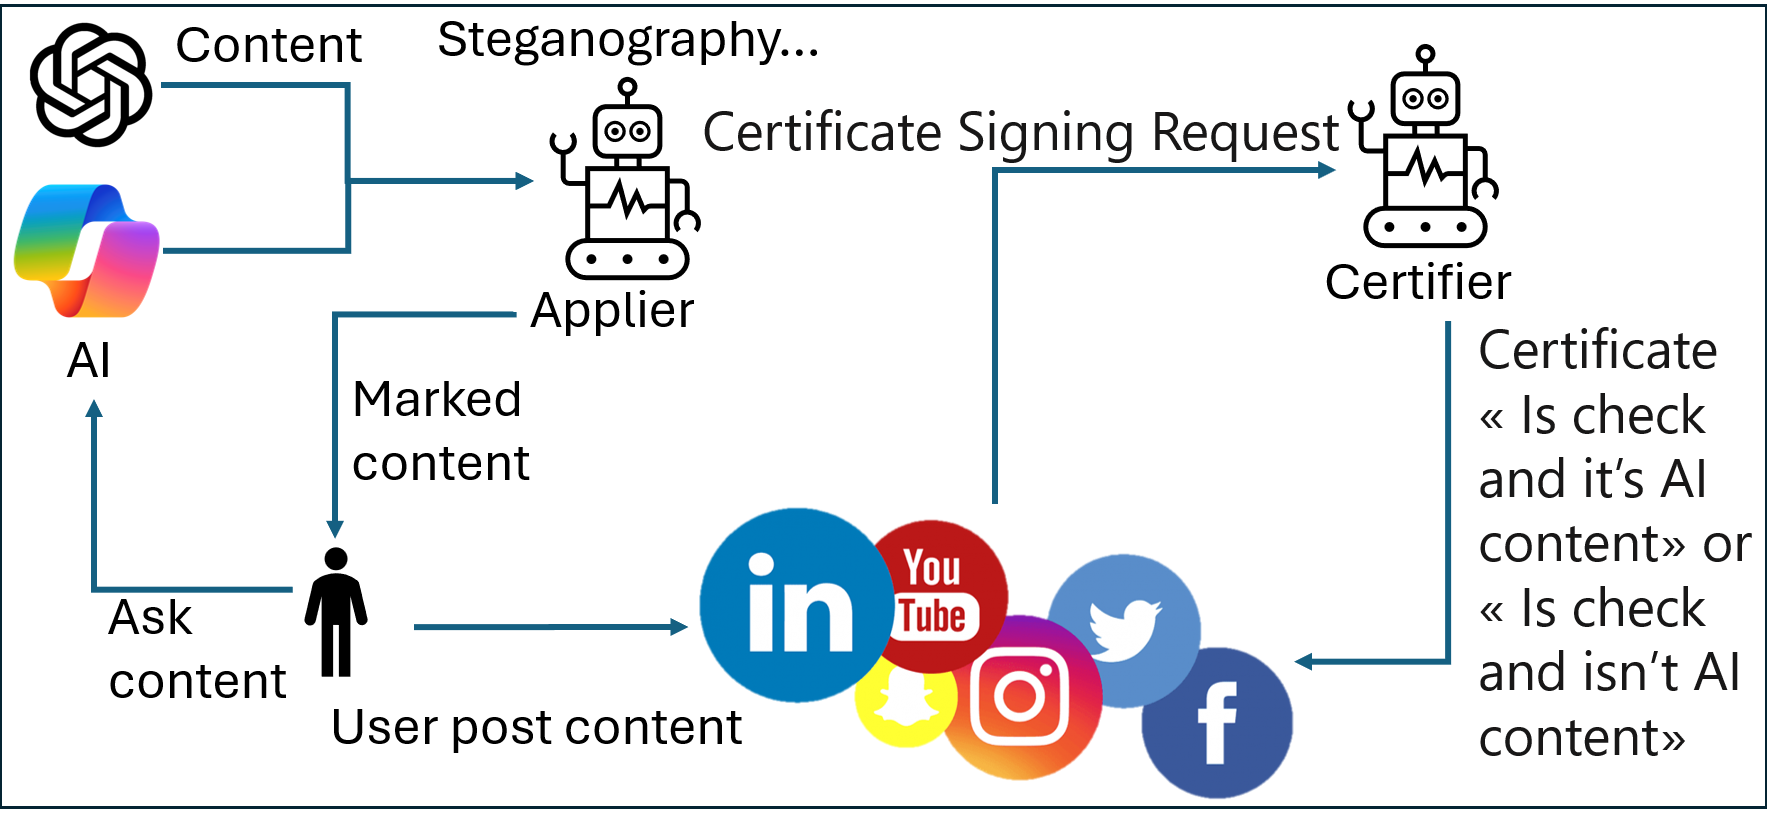 Content
Steganography...
Certificate Signing Request
Applier
Certifier
AI
Marked
content
Certificate
« Is check
and it's AI
content» or
« Is check
and isn't AI
content»
Ask
content
User post content
in
You
Tube
f